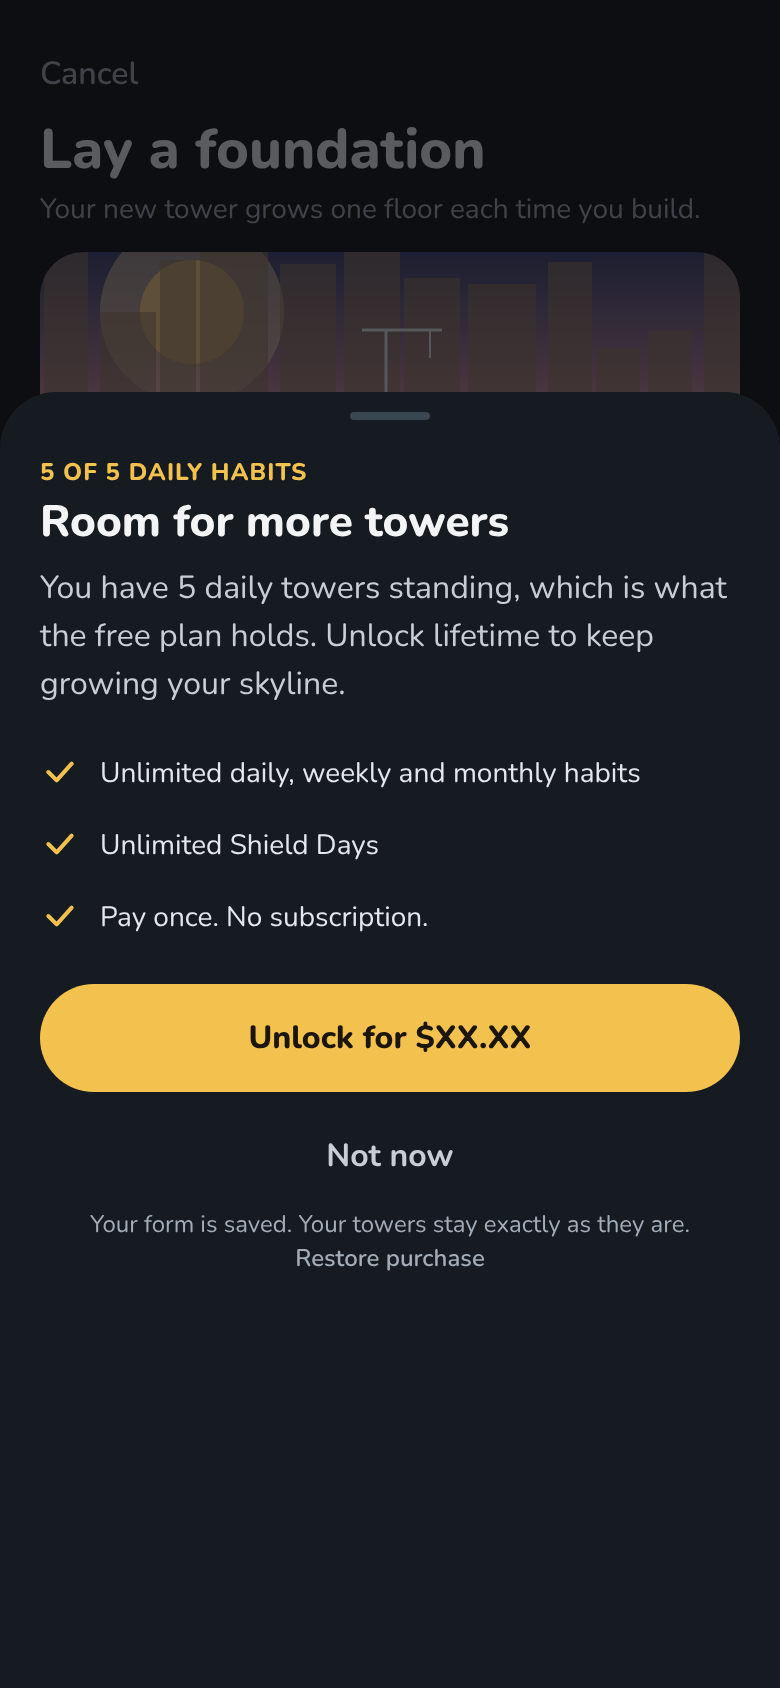 Cancel
Lay a foundation
Your new tower grows one floor each time you build.
5 OF 5 DAILY HABITS
Room for more towers
You have 5 daily towers standing, which is what
the free plan holds. Unlock lifetime to keep
growing your skyline.
Unlimited daily, weekly and monthly habits
Unlimited Shield Days
Pay once. No subscription.
Unlock for $XX.XX
Not now
Your form is saved. Your towers stay exactly as they are.
Restore purchase